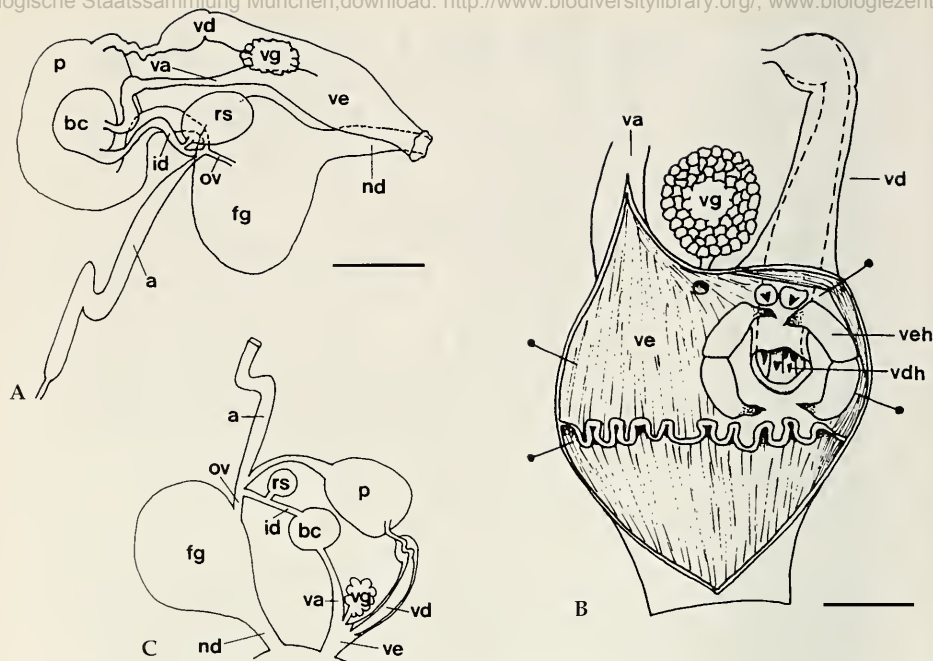 ologische Staatssammlung München;download: http://www.biodiversitylibrary.org/; www.biologiezent
vd
p
va
vg
ve
bc
rs
id
ov
nd
fg
a
A
va
vg
vd
ve
veh
vdh
B
a
ov
rs
p
id
bc
fg
va
vg
vd
nd
ve
C